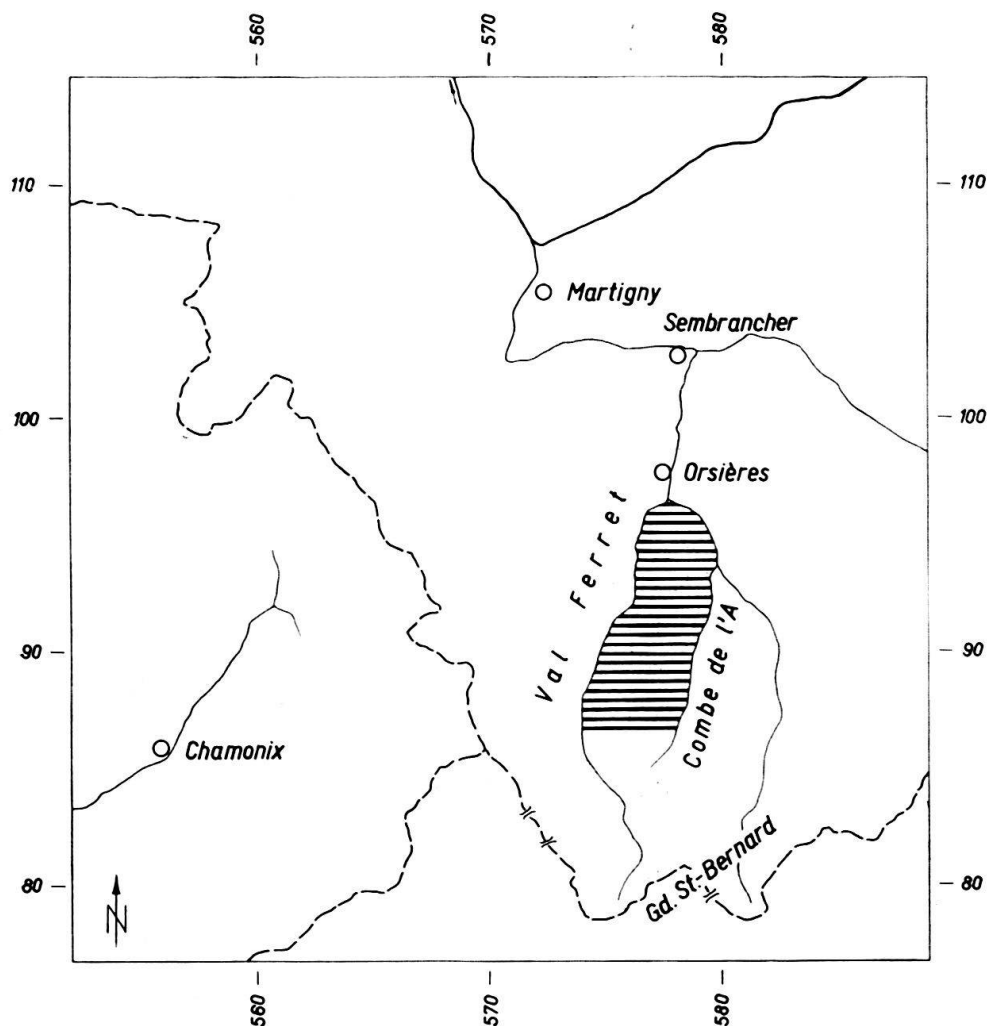 560
570
580
110
110
Martigny
Sembrancher
100
100
Orsières
Val Ferret
Combe de l'A
90
90
Chamonix
Gd. St-Bernard
80
80
N
560
570
580